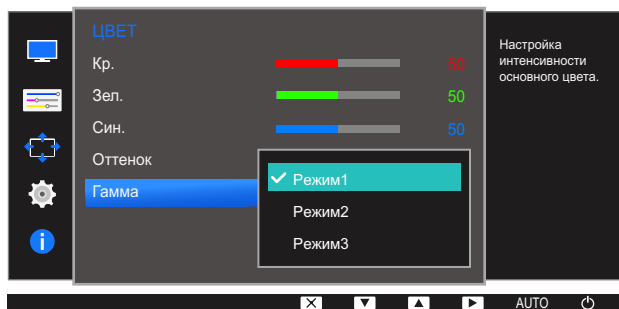 ЦВЕТ
Кр. 50
Зел. 50
Син. 50
Оттенок
Гамма
Режим1
Режим2
Режим3
Настройка
интенсивности
основного цвета.
AUTO